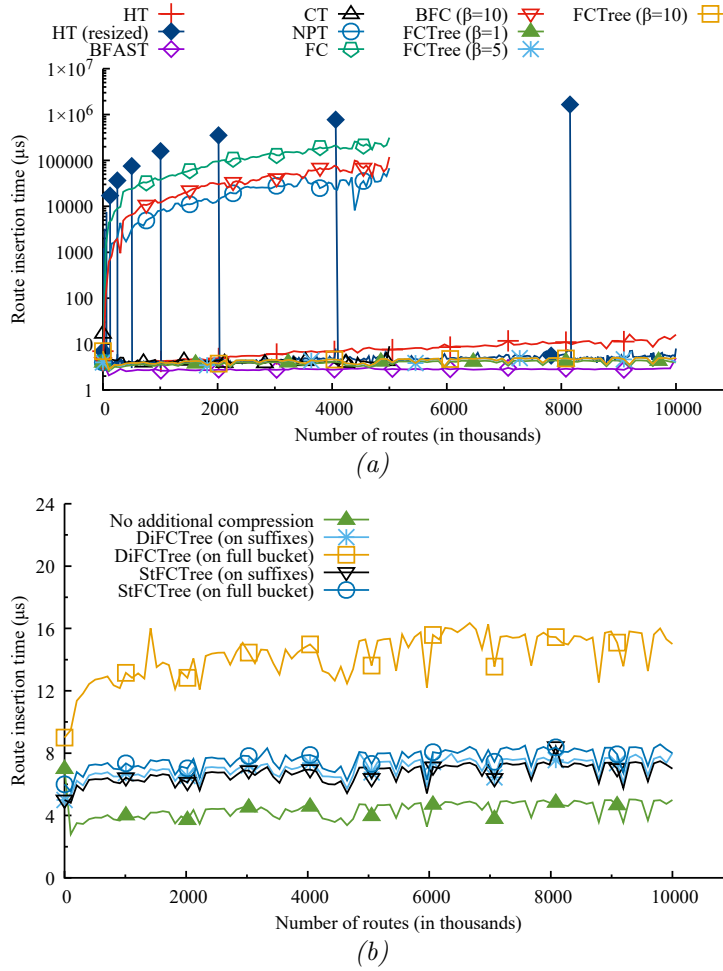 HT CT BFC (β=10) FCTree (β=10)
HT (resized) NPT FCTree (β=1)
BFAST FC FCTree (β=5)
1×10⁷
1×10⁶
100000
10000
1000
100
10
1
Route insertion time (μs)
0 2000 4000 6000 8000 10000
Number of routes (in thousands)
(a)
24
20
16
12
8
4
0
Route insertion time (μs)
No additional compression
DiFCTree (on suffixes)
DiFCTree (on full bucket)
StFCTree (on suffixes)
StFCTree (on full bucket)
0 2000 4000 6000 8000 10000
Number of routes (in thousands)
(b)